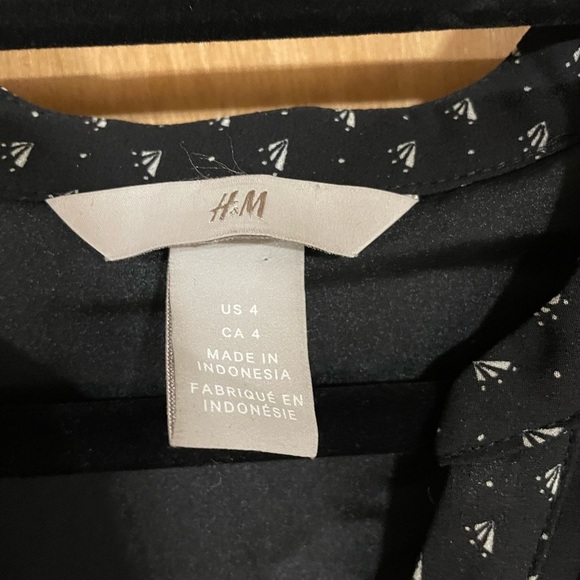 H&M
US 4
CA 4
MADE IN
INDONESIA
FABRIQUÉ EN
INDONÉSIE